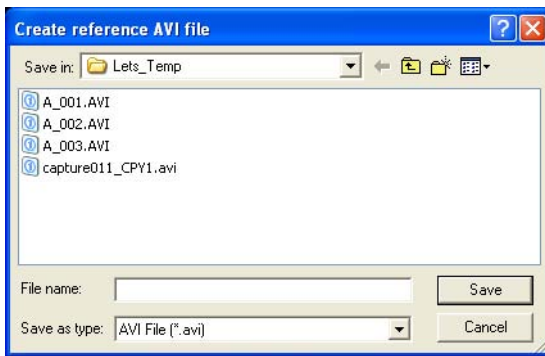 Create reference AVI file
Save in: Lets_Temp
A_001.AVI
A_002.AVI
A_003.AVI
capture011_CPY1.avi
File name: Save
Save as type: AVI File (*.avi) Cancel